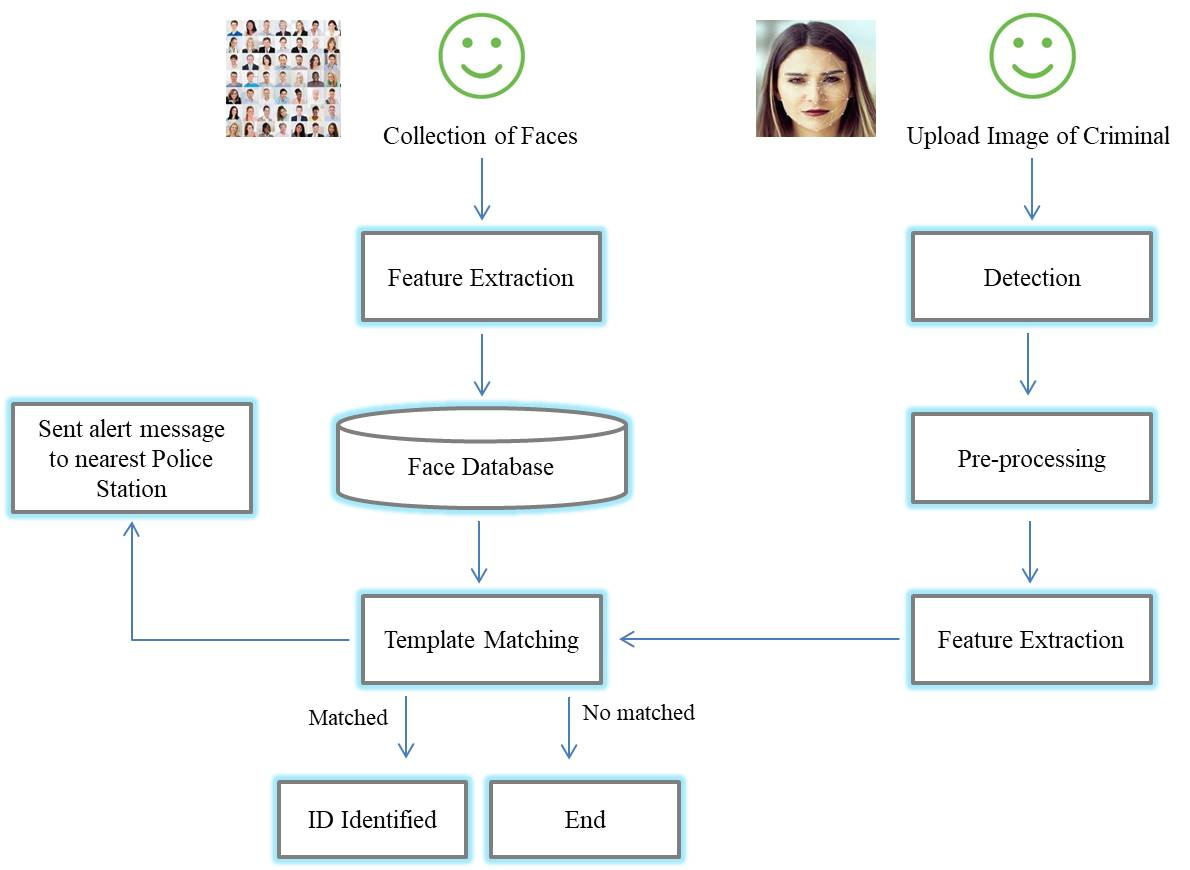 Collection of Faces
Upload Image of Criminal
Feature Extraction
Detection
Sent alert message
to nearest Police
Station
Face Database
Pre-processing
Template Matching
Feature Extraction
Matched
No matched
ID Identified
End